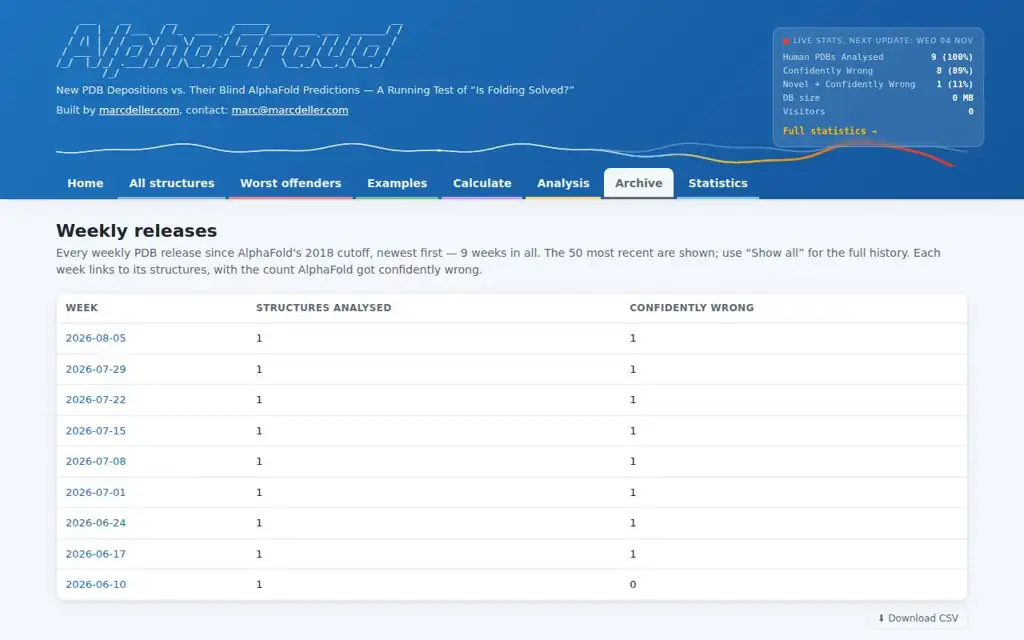 AlphaFraud
New PDB Depositions vs. Their Blind AlphaFold Predictions — A Running Test of “Is Folding Solved?”
Built by marcdeller.com, contact: marc@marcdeller.com
LIVE STATS, NEXT UPDATE: WED 04 NOV
Human PDBs Analysed 9 (100%)
Confidently Wrong 8 (89%)
Novel + Confidently Wrong 1 (11%)
DB size 0 MB
Visitors 0
Full statistics →
Home All structures Worst offenders Examples Calculate Analysis Archive Statistics
Weekly releases
Every weekly PDB release since AlphaFold's 2018 cutoff, newest first — 9 weeks in all. The 50 most recent are shown; use “Show all” for the full history. Each
week links to its structures, with the count AlphaFold got confidently wrong.
WEEK STRUCTURES ANALYSED CONFIDENTLY WRONG
2026-08-05 1 1
2026-07-29 1 1
2026-07-22 1 1
2026-07-15 1 1
2026-07-08 1 1
2026-07-01 1 1
2026-06-24 1 1
2026-06-17 1 1
2026-06-10 1 0
⬇ Download CSV